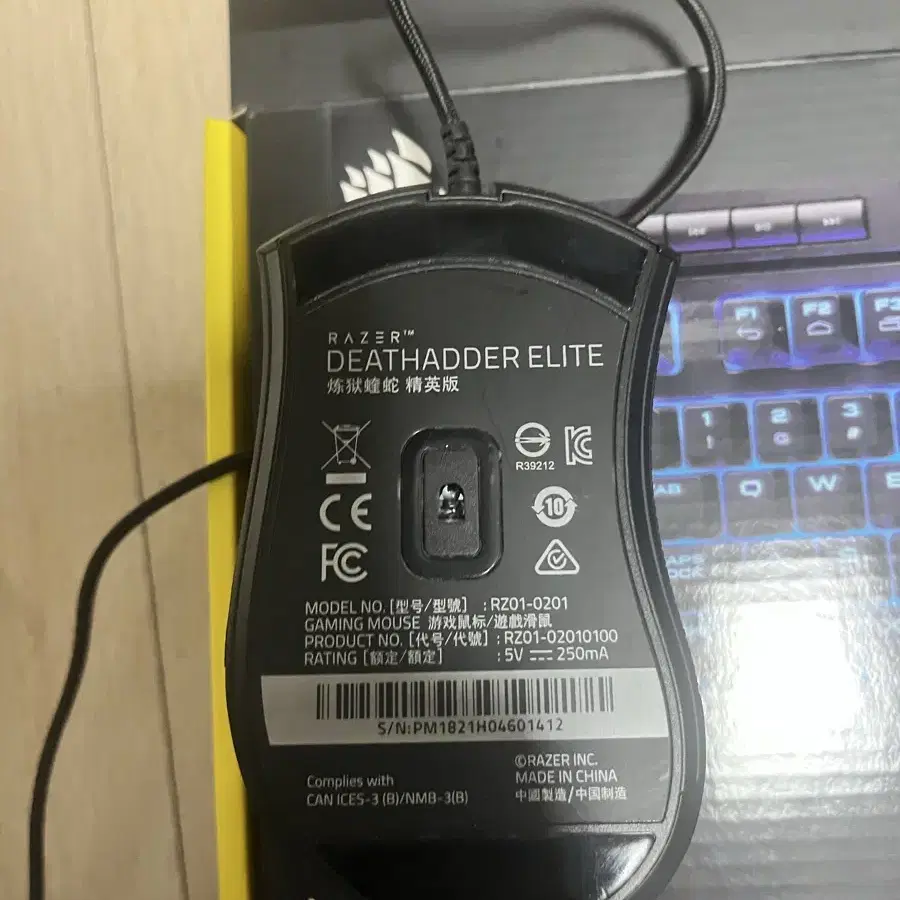 RAZER™
DEATHADDER ELITE
炼狱蝰蛇 精英版
R39212
CE
FC
10
MODEL NO. [型号/型號] : RZ01-0201
GAMING MOUSE 游戏鼠标/遊戲滑鼠
PRODUCT NO. [代号/代號] : RZ01-02010100
RATING [額定/额定] : 5V 250mA
S/N:PM1821H04601412
Complies with
CAN ICES-3 (B)/NMB-3(B)
©RAZER INC.
MADE IN CHINA
中國製造/中国制造
F1
F2
F3
1
2
3
Q
W